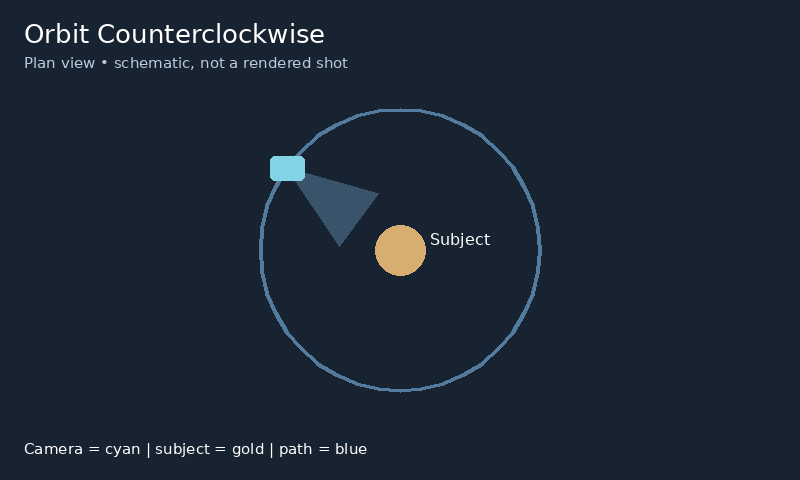 Orbit Counterclockwise
Plan view • schematic, not a rendered shot
Subject
Camera = cyan | subject = gold | path = blue